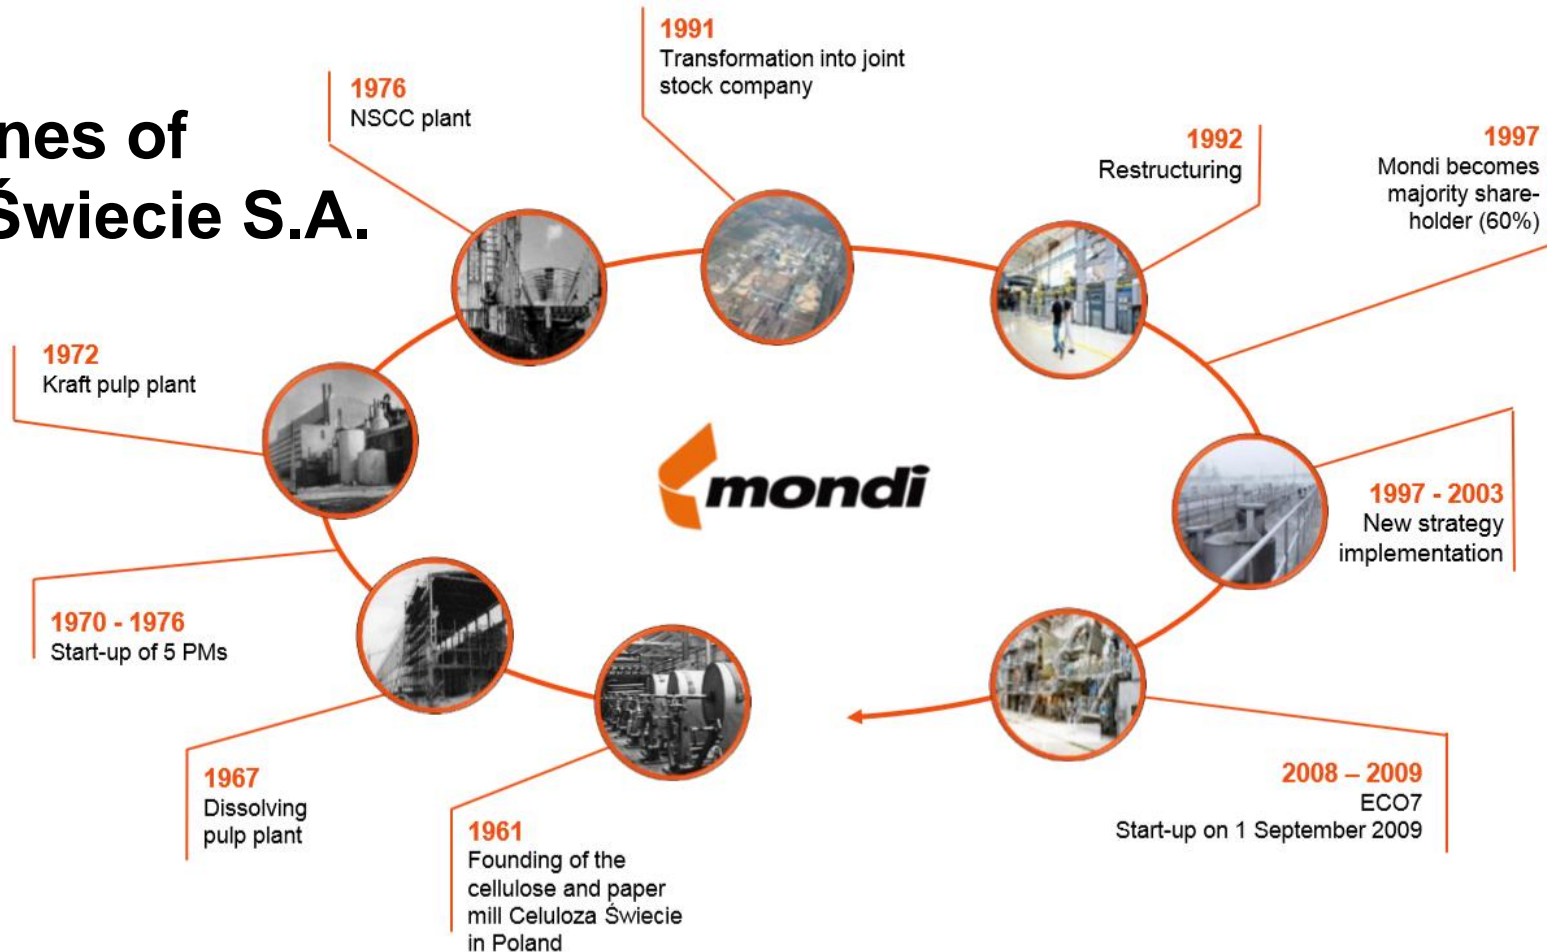 nes of
Świecie S.A.
1961
Founding of the
cellulose and paper
mill Celuloza Świecie
in Poland
1967
Dissolving
pulp plant
1970 - 1976
Start-up of 5 PMs
1972
Kraft pulp plant
1976
NSCC plant
1991
Transformation into joint
stock company
1992
Restructuring
1997
Mondi becomes
majority share-
holder (60%)
1997 - 2003
New strategy
implementation
2008 – 2009
ECO7
Start-up on 1 September 2009
mondi